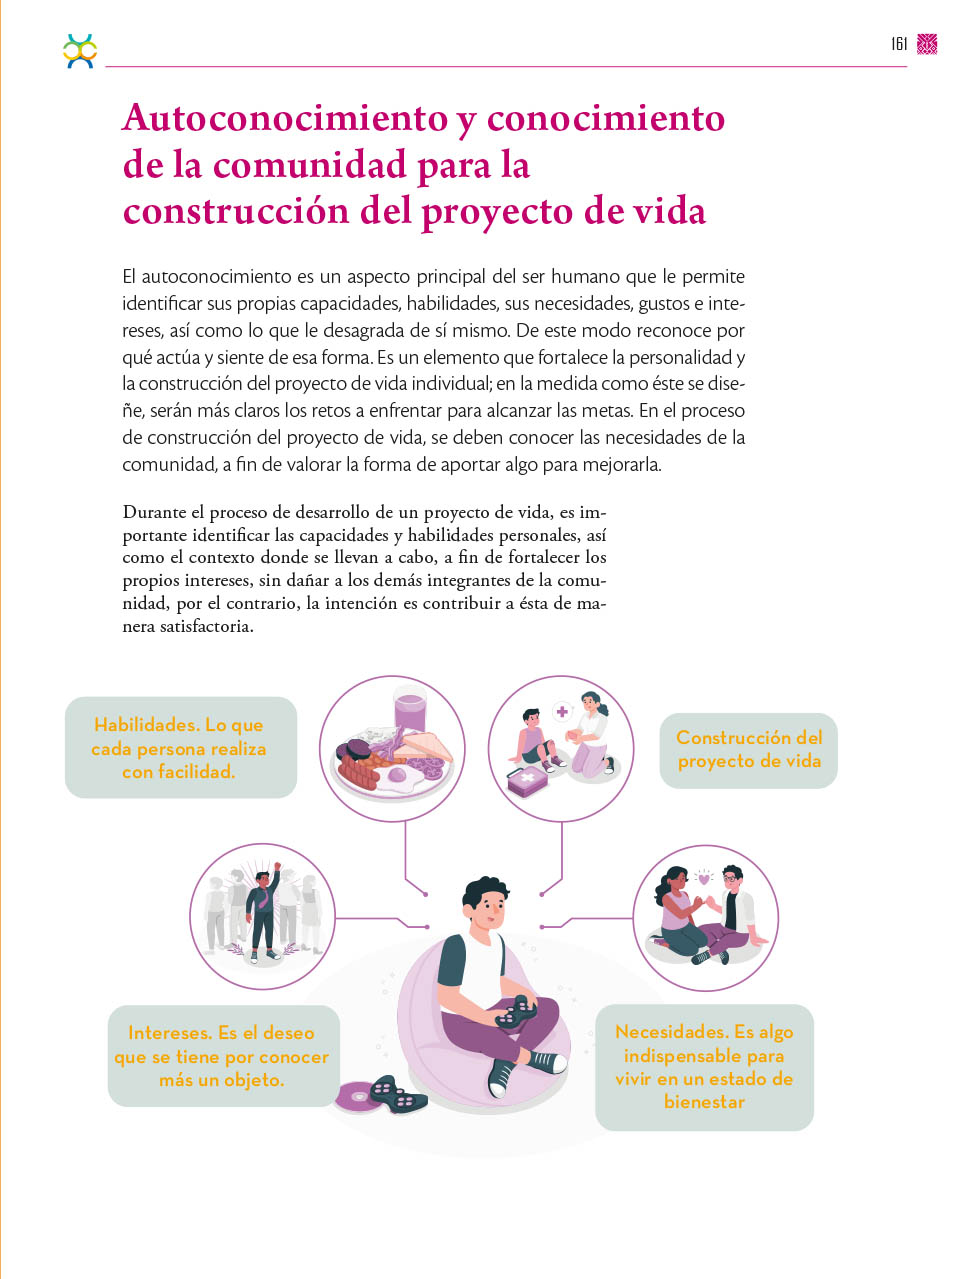 161
Autoconocimiento y conocimiento
de la comunidad para la
construcción del proyecto de vida
El autoconocimiento es un aspecto principal del ser humano que le permite
identificar sus propias capacidades, habilidades, sus necesidades, gustos e inte-
reses, así como lo que le desagrada de sí mismo. De este modo reconoce por
qué actúa y siente de esa forma. Es un elemento que fortalece la personalidad y
la construcción del proyecto de vida individual; en la medida como éste se dise-
ñe, serán más claros los retos a enfrentar para alcanzar las metas. En el proceso
de construcción del proyecto de vida, se deben conocer las necesidades de la
comunidad, a fin de valorar la forma de aportar algo para mejorarla.
Durante el proceso de desarrollo de un proyecto de vida, es im-
portante identificar las capacidades y habilidades personales, así
como el contexto donde se llevan a cabo, a fin de fortalecer los
propios intereses, sin dañar a los demás integrantes de la comu-
nidad, por el contrario, la intención es contribuir a ésta de ma-
nera satisfactoria.
Habilidades. Lo que
cada persona realiza
con facilidad.
Construcción del
proyecto de vida
Intereses. Es el deseo
que se tiene por conocer
más un objeto.
Necesidades. Es algo
indispensable para
vivir en un estado de
bienestar